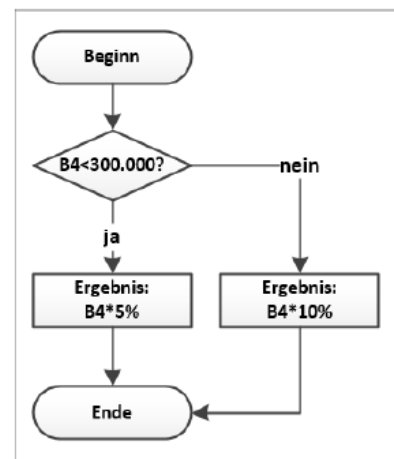 Beginn
B4<300.000?
nein
ja
Ergebnis:
B4*5%
Ergebnis:
B4*10%
Ende